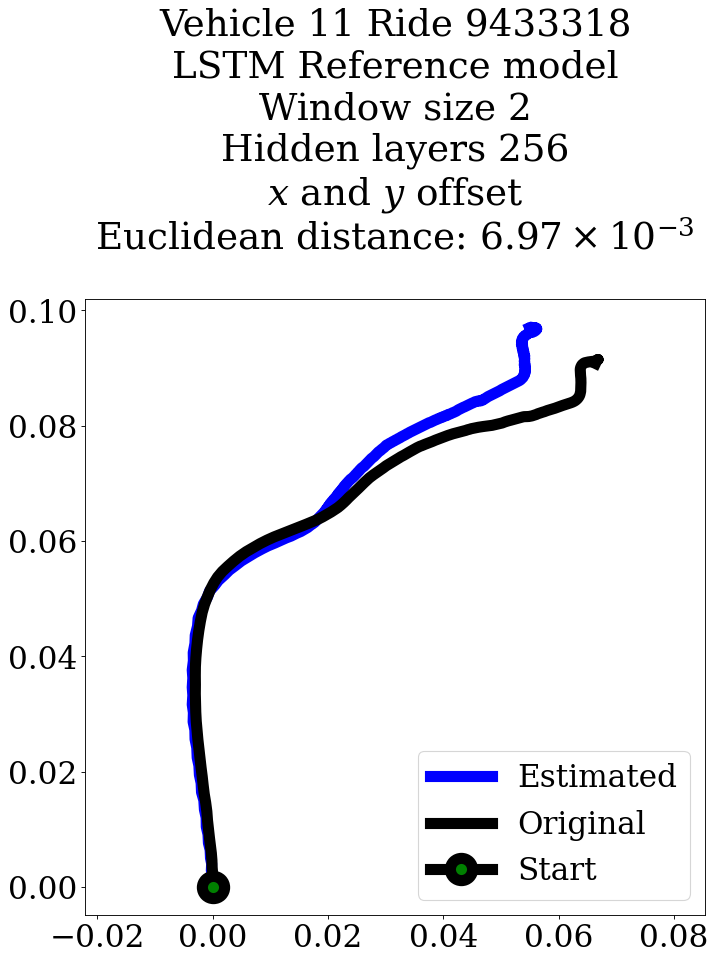 Vehicle 11 Ride 9433318
LSTM Reference model
Window size 2
Hidden layers 256
x and y offset
Euclidean distance: 6.97 × 10⁻³
0.10
0.08
0.06
0.04
0.02
0.00
−0.02 0.00 0.02 0.04 0.06 0.08
Estimated
Original
Start